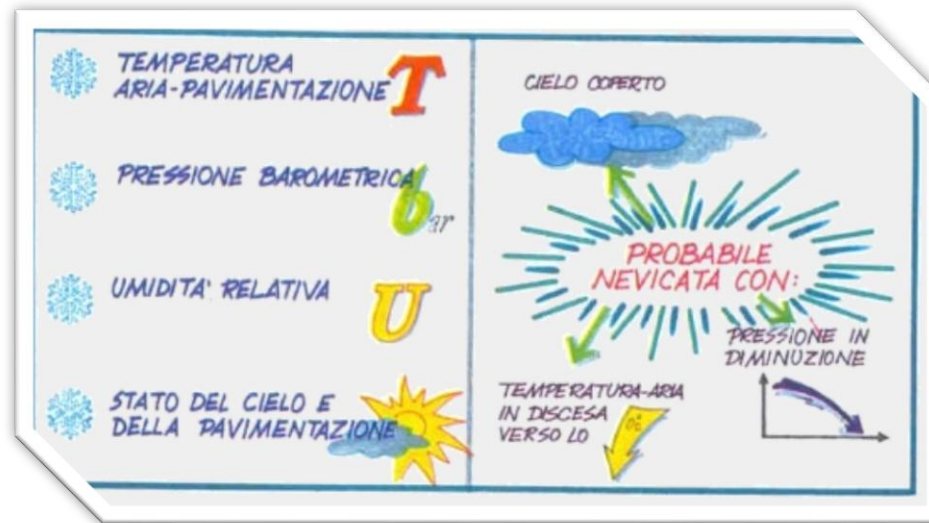 TEMPERATURA
ARIA-PAVIMENTAZIONE
T
PRESSIONE BAROMETRICA
bar
UMIDITA' RELATIVA
U
STATO DEL CIELO E
DELLA PAVIMENTAZIONE
CIELO COPERTO
PROBABILE
NEVICATA CON:
PRESSIONE IN
DIMINUZIONE
TEMPERATURA-ARIA
IN DISCESA
VERSO LO
0°